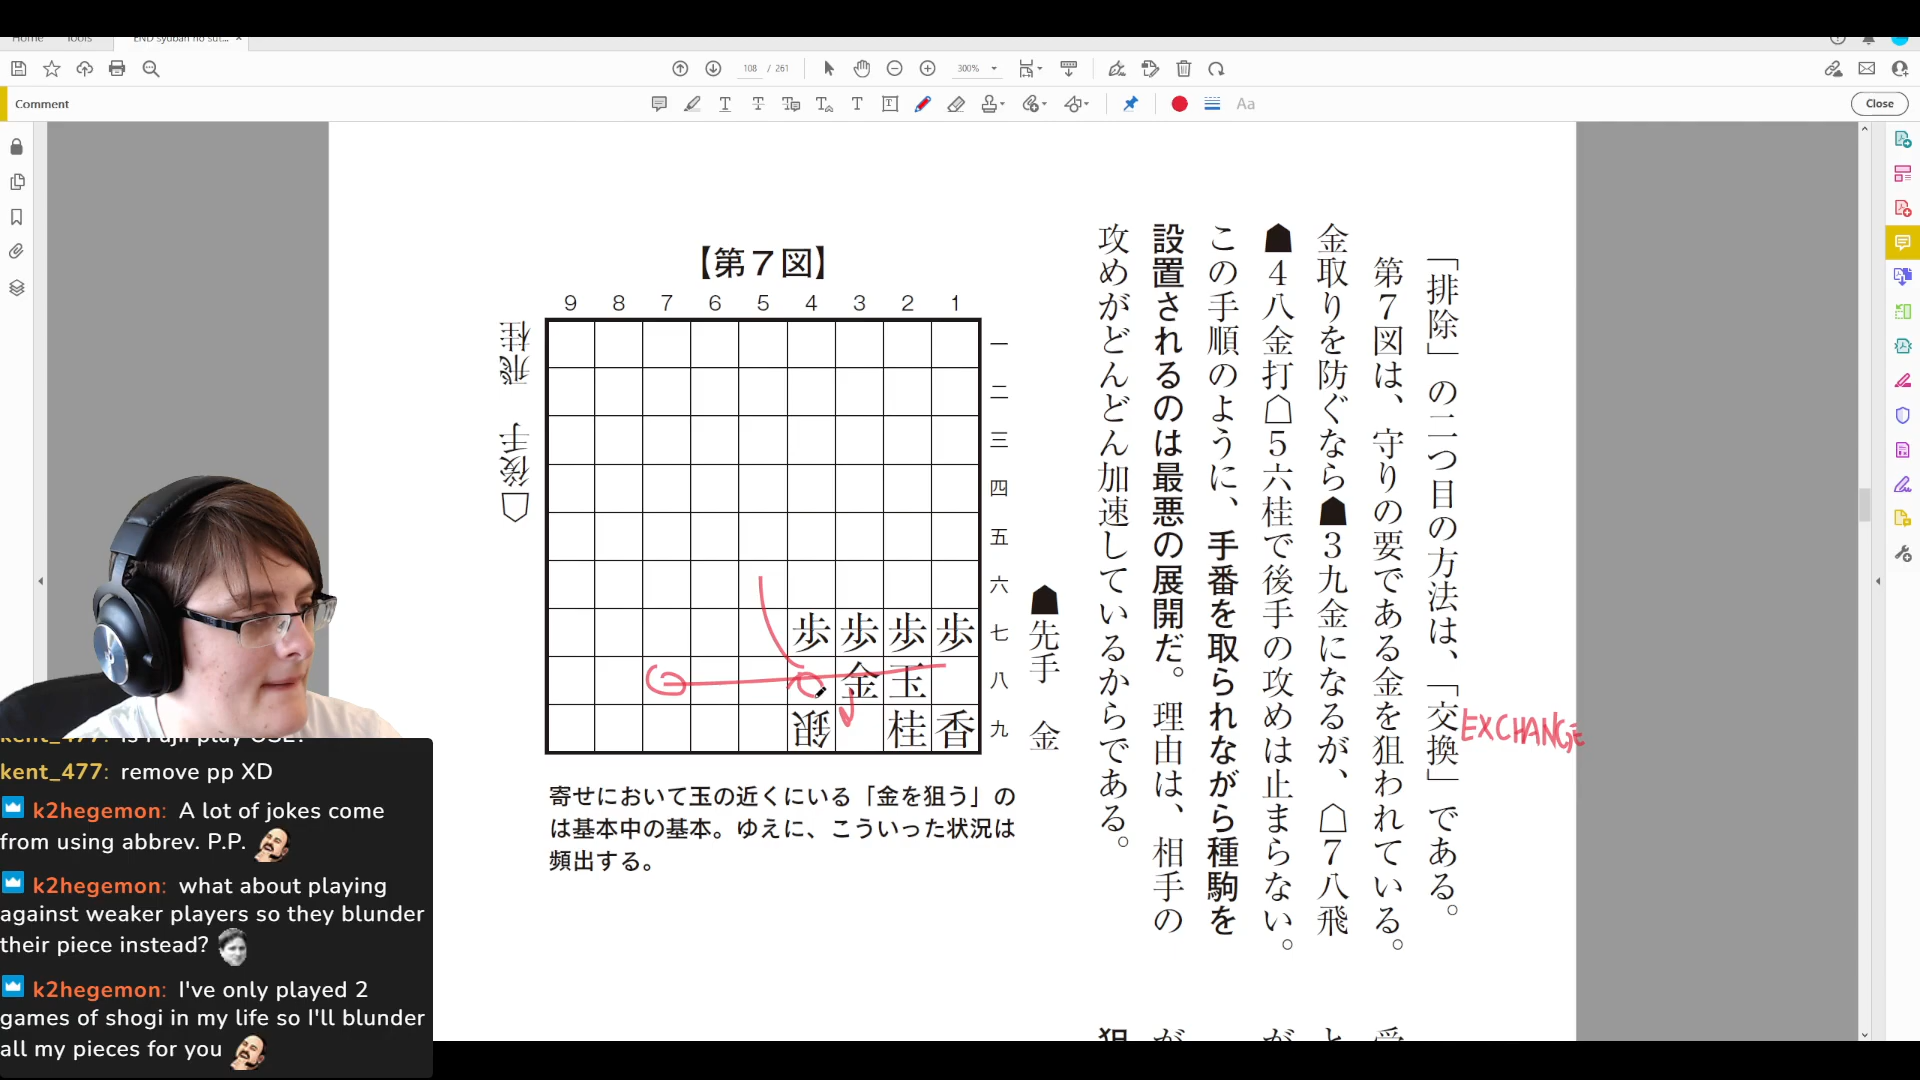 Home Tools END syuban no sut... ×
108 / 261 300%
Comment
Aa
Close
「排除」の二つ目の方法は、「交換」である。
EXCHANGE
第７図は、守りの要である金を狙われている。
金取りを防ぐなら☗３九金になるが、☖７八飛
☗４八金打☖５六桂で後手の攻めは止まらない。
この手順のように、手番を取られながら種駒を
設置されるのは最悪の展開だ。理由は、相手の
攻めがどんどん加速しているからである。
【第７図】
9 8 7 6 5 4 3 2 1
一
二
三
四
五
六
歩 歩 歩 歩 七
金 玉 八
銀 桂 香 九
☖後手 飛 桂
☗先手 金
寄せにおいて玉の近くにいる「金を狙う」の
は基本中の基本。ゆえに、こういった状況は
頻出する。
kent_477: remove pp XD
k2hegemon: A lot of jokes come
from using abbrev. P.P.
k2hegemon: what about playing
against weaker players so they blunder
their piece instead?
k2hegemon: I've only played 2
games of shogi in my life so I'll blunder
all my pieces for you